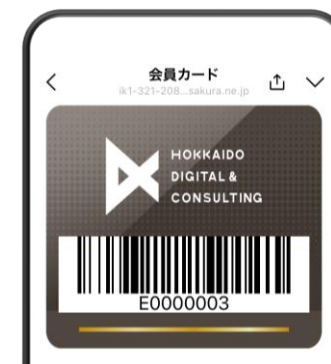 会員カード
ik1-321-208...sakura.ne.jp
HOKKAIDO
DIGITAL &
CONSULTING
E0000003